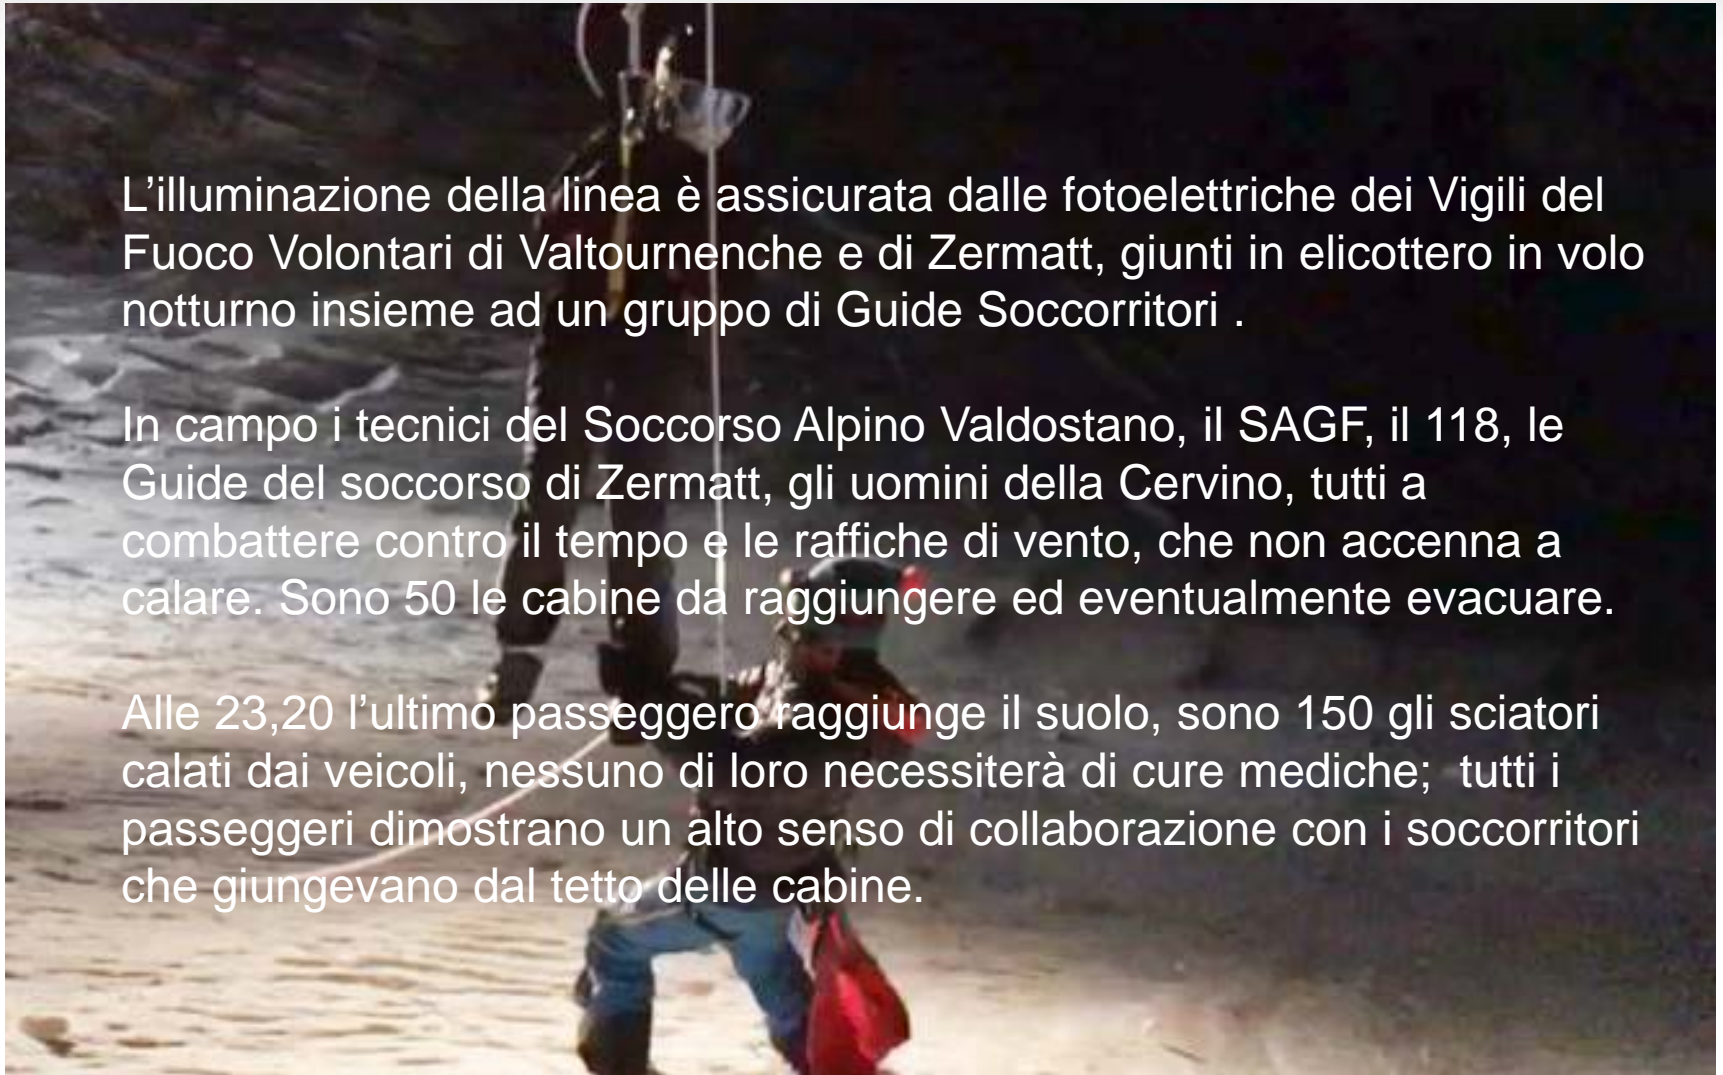 L’illuminazione della linea è assicurata dalle fotoelettriche dei Vigili del
Fuoco Volontari di Valtournenche e di Zermatt, giunti in elicottero in volo
notturno insieme ad un gruppo di Guide Soccorritori .
In campo i tecnici del Soccorso Alpino Valdostano, il SAGF, il 118, le
Guide del soccorso di Zermatt, gli uomini della Cervino, tutti a
combattere contro il tempo e le raffiche di vento, che non accenna a
calare. Sono 50 le cabine da raggiungere ed eventualmente evacuare.
Alle 23,20 l’ultimo passeggero raggiunge il suolo, sono 150 gli sciatori
calati dai veicoli, nessuno di loro necessiterà di cure mediche;  tutti i
passeggeri dimostrano un alto senso di collaborazione con i soccorritori
che giungevano dal tetto delle cabine.